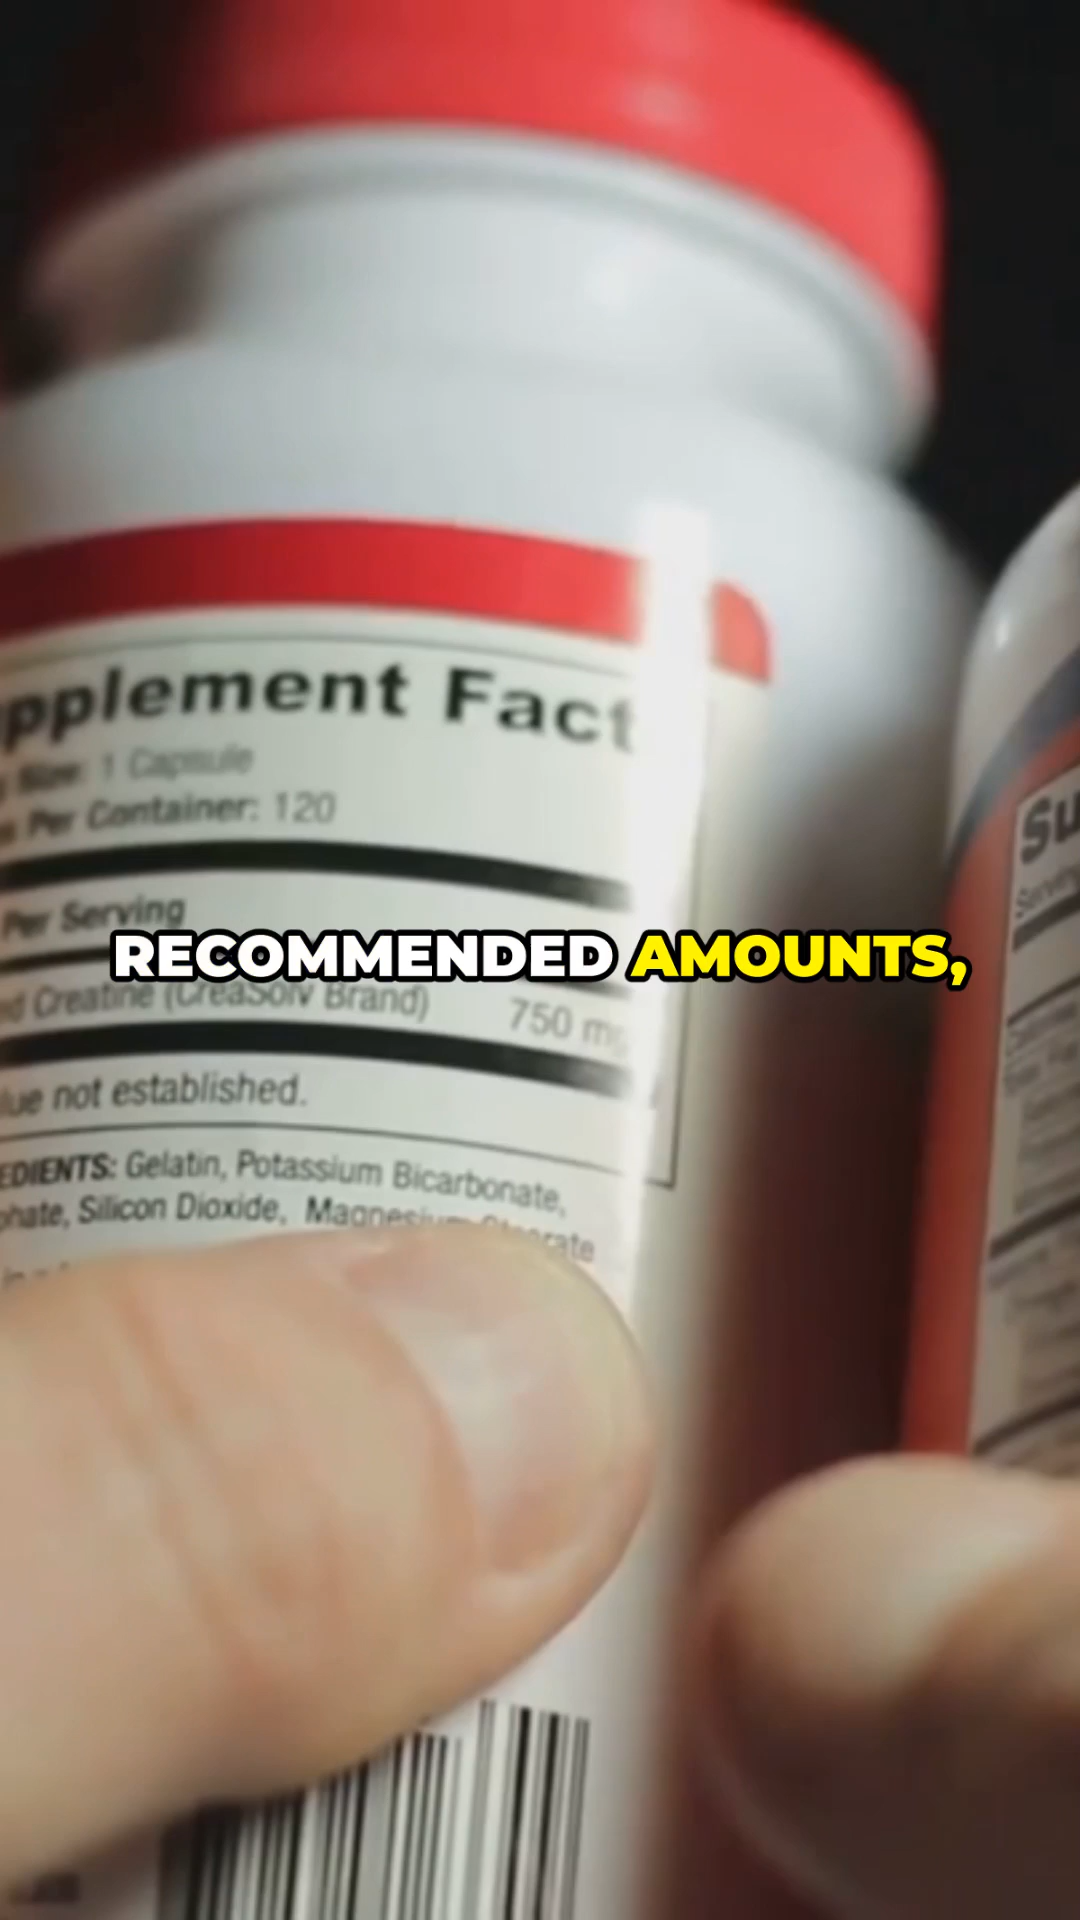 pplement Fact
Size: 1 Capsule
Per Container: 120
Per Serving
RECOMMENDED AMOUNTS,
Creatine (CreaSolv Brand) 750 mg
lue not established.
EDIENTS: Gelatin, Potassium Bicarbonate,
phate, Silicon Dioxide, Magnesium Stearate
Su